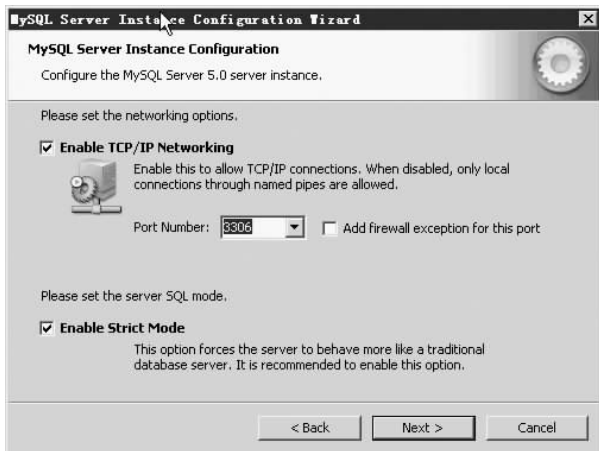 MySQL Server Instance Configuration Wizard
MySQL Server Instance Configuration
Configure the MySQL Server 5.0 server instance.
Please set the networking options.
Enable TCP/IP Networking
Enable this to allow TCP/IP connections. When disabled, only local
connections through named pipes are allowed.
Port Number: 3306 Add firewall exception for this port
Please set the server SQL mode.
Enable Strict Mode
This option forces the server to behave more like a traditional
database server. It is recommended to enable this option.
< Back Next > Cancel